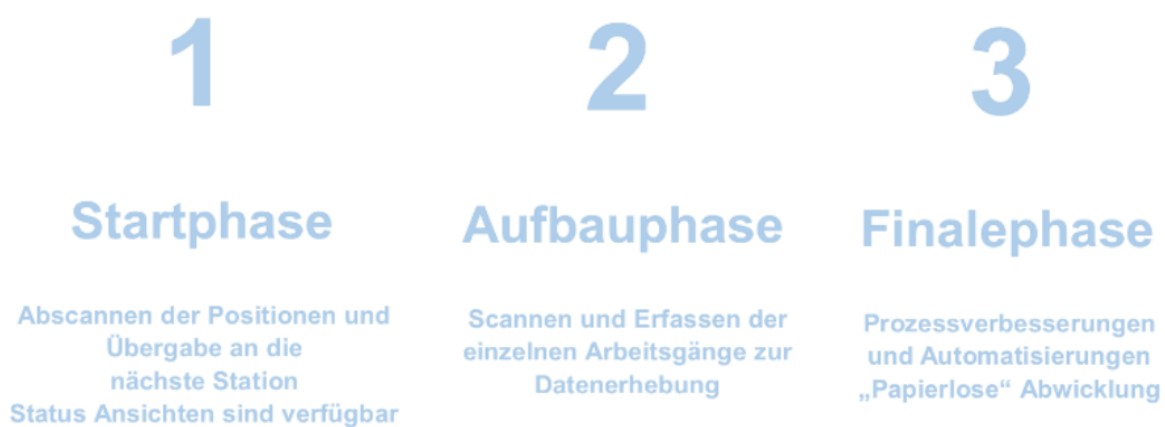 1
Startphase
Abscannen der Positionen und
Übergabe an die
nächste Station
Status Ansichten sind verfügbar
2
Aufbauphase
Scannen und Erfassen der
einzelnen Arbeitsgänge zur
Datenerhebung
3
Finalephase
Prozessverbesserungen
und Automatisierungen
„Papierlose“ Abwicklung